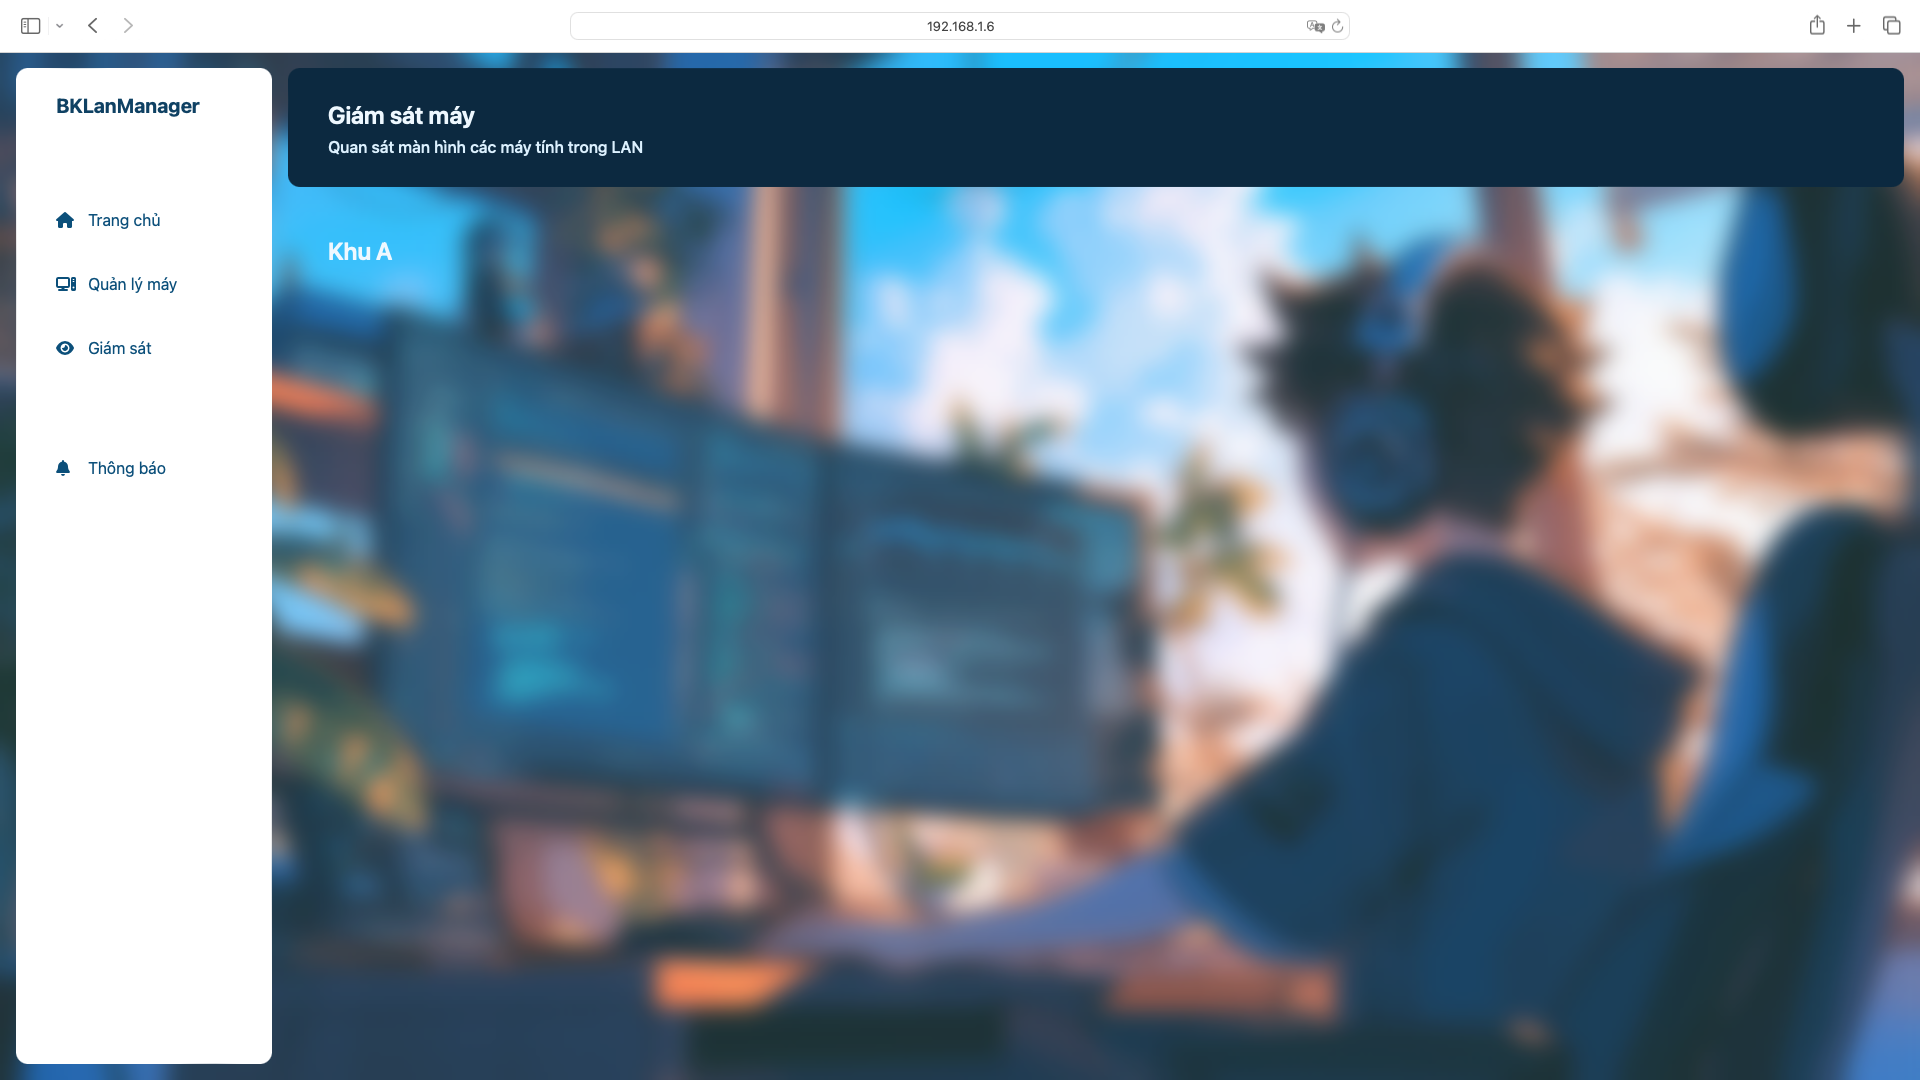 192.168.1.6
BKLanManager
Trang chủ
Quản lý máy
Giám sát
Thông báo
Giám sát máy
Quan sát màn hình các máy tính trong LAN
Khu A